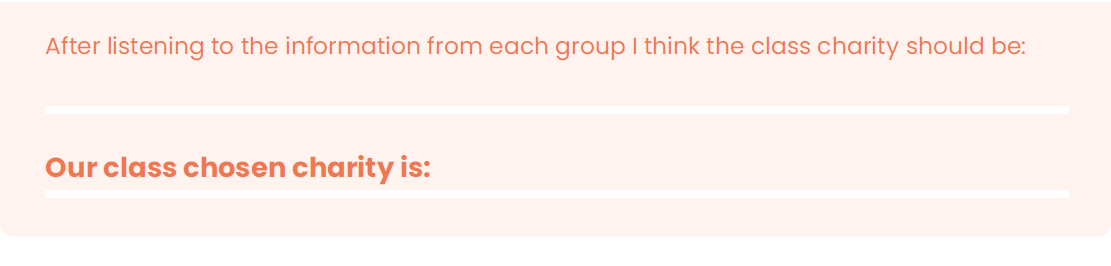 After listening to the information from each group I think the class charity should be:
Our class chosen charity is: